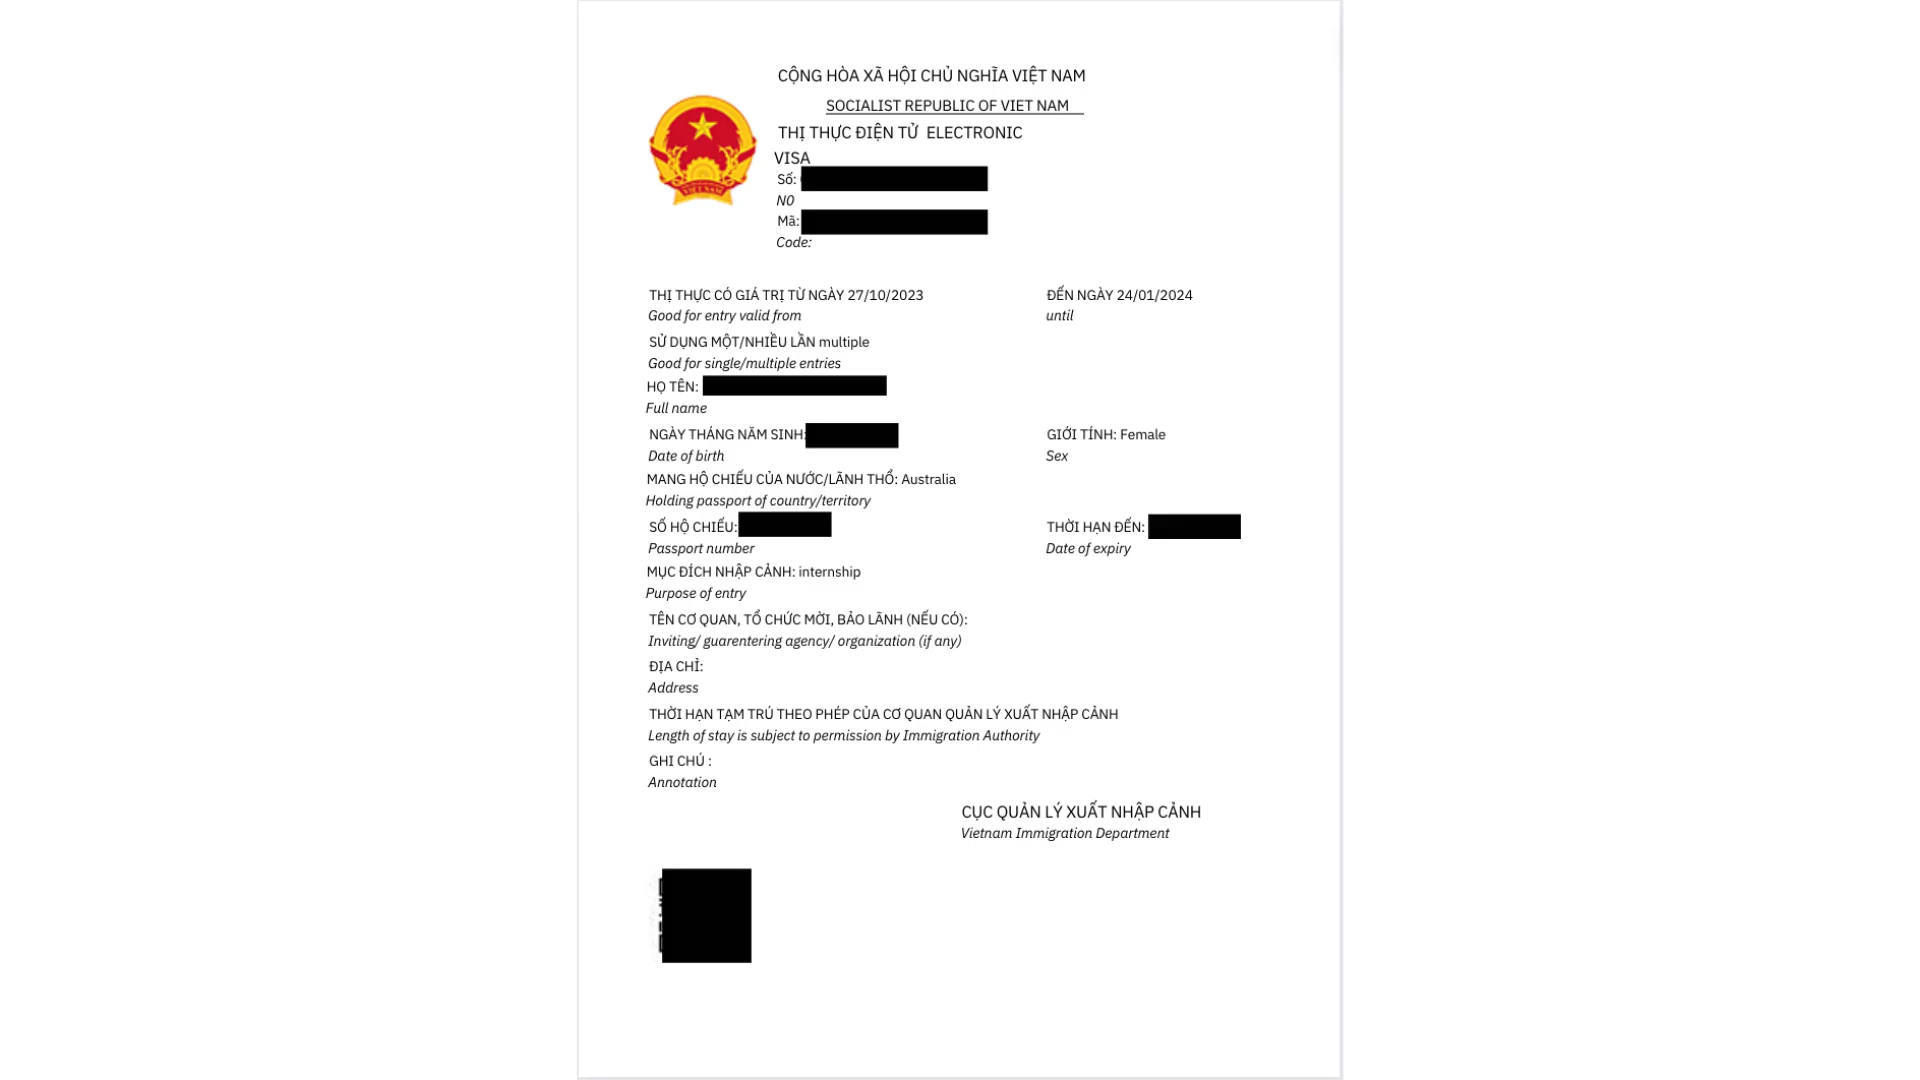 CỘNG HÒA XÃ HỘI CHỦ NGHĨA VIỆT NAM
SOCIALIST REPUBLIC OF VIET NAM
THỊ THỰC ĐIỆN TỬ ELECTRONIC
VISA
Số:
N0
Mã:
Code:
VIỆT NAM
THỊ THỰC CÓ GIÁ TRỊ TỪ NGÀY 27/10/2023 ĐẾN NGÀY 24/01/2024
Good for entry valid from until
SỬ DỤNG MỘT/NHIỀU LẦN multiple
Good for single/multiple entries
HỌ TÊN:
Full name
NGÀY THÁNG NĂM SINH: GIỚI TÍNH: Female
Date of birth Sex
MANG HỘ CHIẾU CỦA NƯỚC/LÃNH THỔ: Australia
Holding passport of country/territory
SỐ HỘ CHIẾU: THỜI HẠN ĐẾN:
Passport number Date of expiry
MỤC ĐÍCH NHẬP CẢNH: internship
Purpose of entry
TÊN CƠ QUAN, TỔ CHỨC MỜI, BẢO LÃNH (NẾU CÓ):
Inviting/ guarentering agency/ organization (if any)
ĐỊA CHỈ:
Address
THỜI HẠN TẠM TRÚ THEO PHÉP CỦA CƠ QUAN QUẢN LÝ XUẤT NHẬP CẢNH
Length of stay is subject to permission by Immigration Authority
GHI CHÚ :
Annotation
CỤC QUẢN LÝ XUẤT NHẬP CẢNH
Vietnam Immigration Department